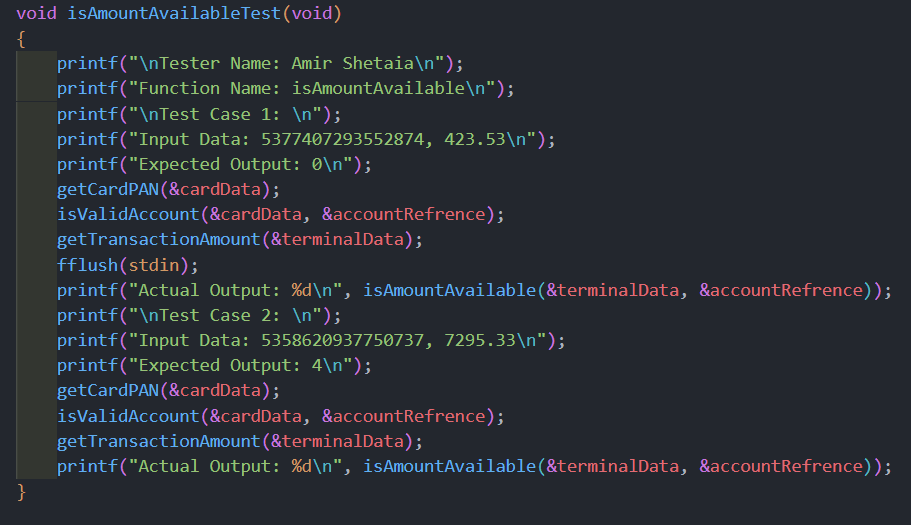 void isAmountAvailableTest(void)
{
    printf("\nTester Name: Amir Shetaia\n");
    printf("Function Name: isAmountAvailable\n");
    printf("\nTest Case 1: \n");
    printf("Input Data: 5377407293552874, 423.53\n");
    printf("Expected Output: 0\n");
    getCardPAN(&cardData);
    isValidAccount(&cardData, &accountRefrence);
    getTransactionAmount(&terminalData);
    fflush(stdin);
    printf("Actual Output: %d\n", isAmountAvailable(&terminalData, &accountRefrence));
    printf("\nTest Case 2: \n");
    printf("Input Data: 5358620937750737, 7295.33\n");
    printf("Expected Output: 4\n");
    getCardPAN(&cardData);
    isValidAccount(&cardData, &accountRefrence);
    getTransactionAmount(&terminalData);
    printf("Actual Output: %d\n", isAmountAvailable(&terminalData, &accountRefrence));
}